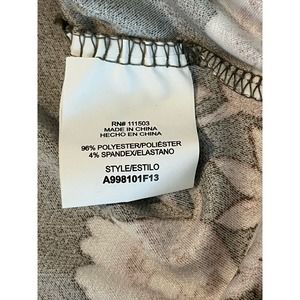 RN# 111503
MADE IN CHINA
HECHO EN CHINA
96% POLYESTER/POLIÉSTER
4% SPANDEX/ELASTANO
STYLE/ESTILO
A998101F13